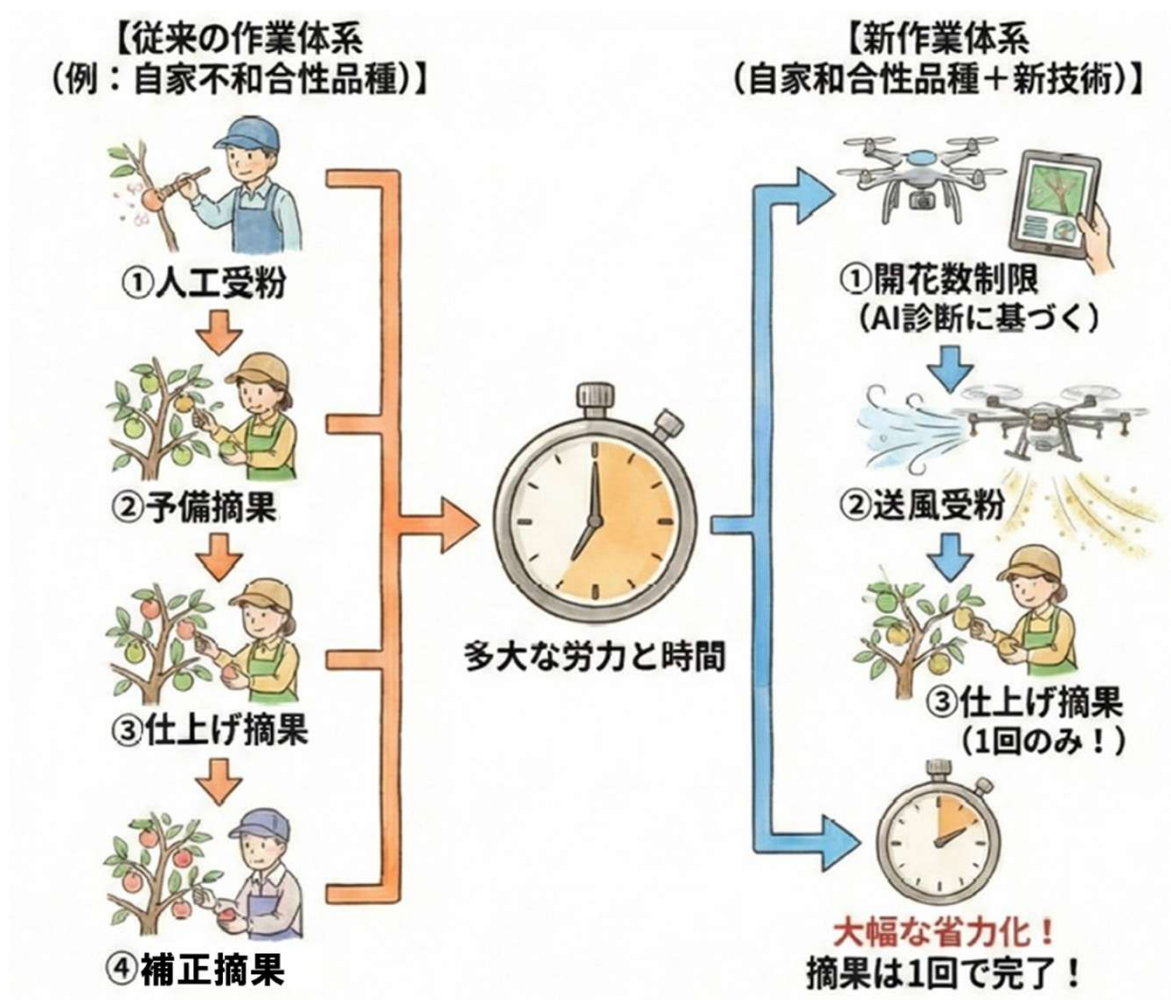 【従来の作業体系
（例：自家不和合性品種）】
①人工受粉
②予備摘果
③仕上げ摘果
④補正摘果
多大な労力と時間
【新作業体系
（自家和合性品種＋新技術）】
①開花数制限
（AI診断に基づく）
②送風受粉
③仕上げ摘果
（1回のみ！）
大幅な省力化！
摘果は1回で完了！